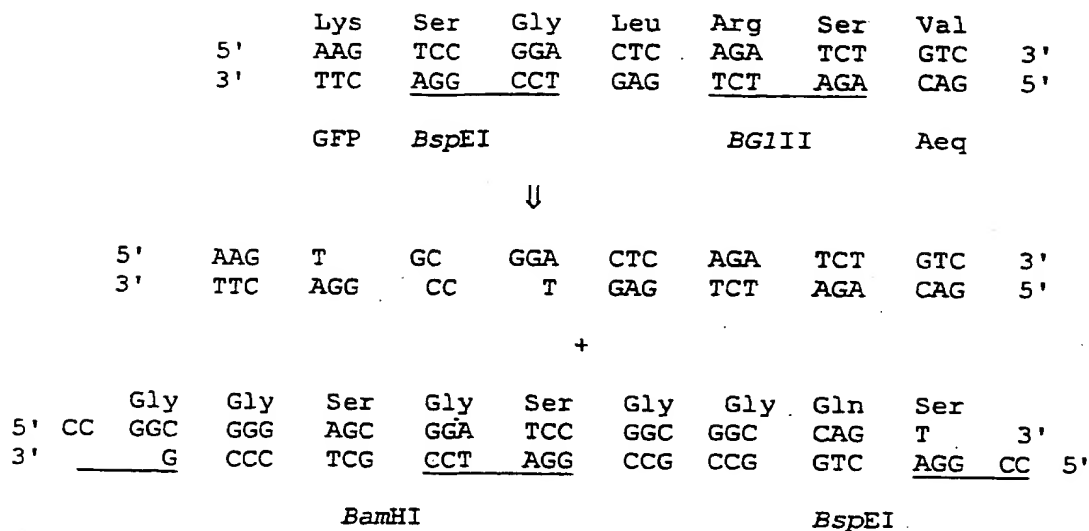 Lys Ser Gly Leu Arg Ser Val
5' AAG TCC GGA CTC AGA TCT GTC 3'
3' TTC AGG CCT GAG TCT AGA CAG 5'
GFP BspEI BGlII Aeq
⇓
5' AAG T GC GGA CTC AGA TCT GTC 3'
3' TTC AGG CC T GAG TCT AGA CAG 5'
+
Gly Gly Ser Gly Ser Gly Gly Gln Ser
5' CC GGC GGG AGC GGA TCC GGC GGC CAG T 3'
3' G CCC TCG CCT AGG CCG CCG GTC AGG CC 5'
BamHI BspEI